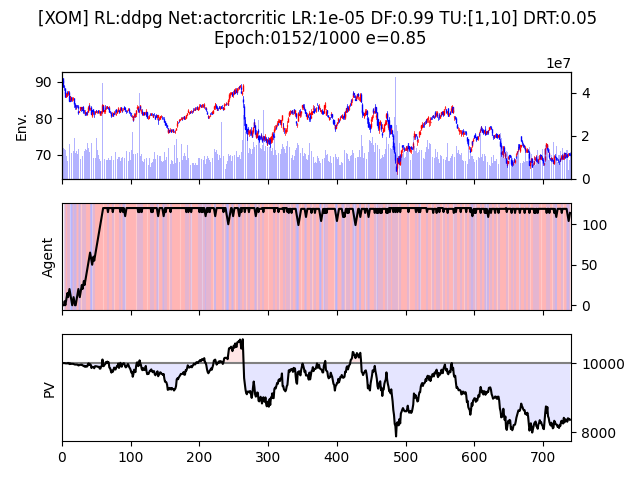 [XOM] RL:ddpg Net:actorcritic LR:1e-05 DF:0.99 TU:[1,10] DRT:0.05
Epoch:0152/1000 e=0.85
1e7
90
80
70
Env.
4
2
0
Agent
100
50
0
PV
10000
8000
0 100 200 300 400 500 600 700